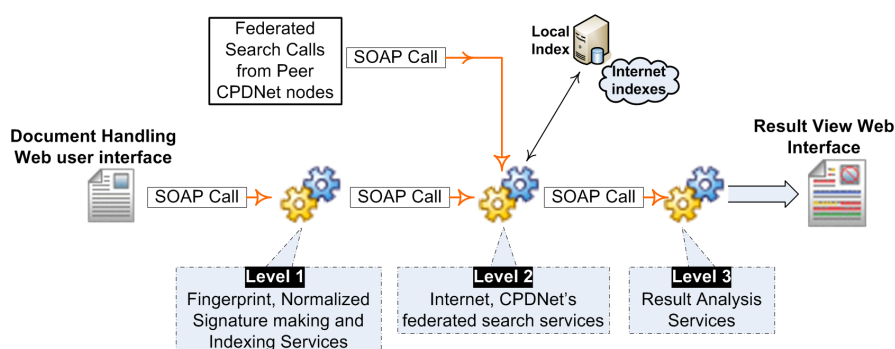 Federated
Search Calls
from Peer
CPDNet nodes
SOAP Call
Local
Index
Internet
indexes
Document Handling
Web user interface
Result View Web
Interface
SOAP Call
SOAP Call
SOAP Call
Level 1
Fingerprint, Normalized
Signature making and
Indexing Services
Level 2
Internet, CPDNet's
federated search services
Level 3
Result Analysis
Services